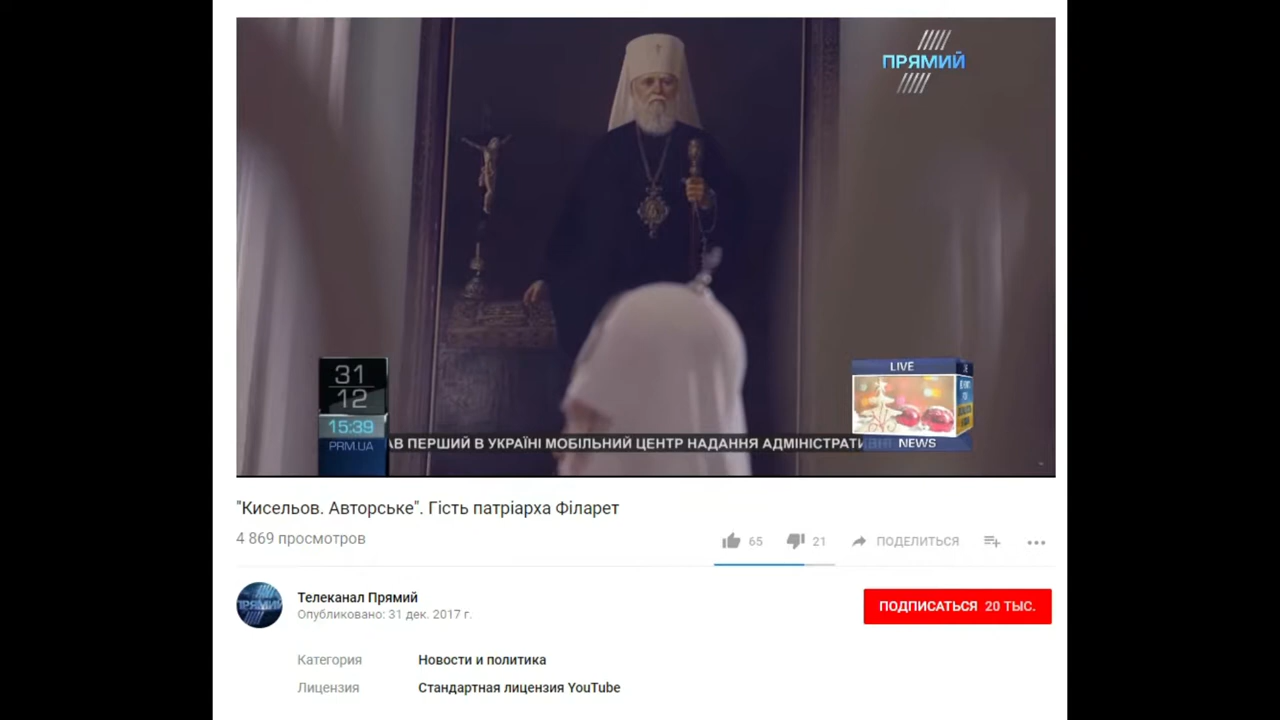 ПРЯМИЙ
31
12
15:39
PRM.UA
LIVE
NEWS
АВ ПЕРШИЙ В УКРАЇНІ МОБІЛЬНИЙ ЦЕНТР НАДАННЯ АДМІНІСТРАТИВНИ
"Кисельов. Авторське". Гість патріарха Філарет
4 869 просмотров
65
21
ПОДЕЛИТЬСЯ
ПРЯМИЙ
Телеканал Прямий
Опубликовано: 31 дек. 2017 г.
ПОДПИСАТЬСЯ 20 ТЫС.
Категория Новости и политика
Лицензия Стандартная лицензия YouTube